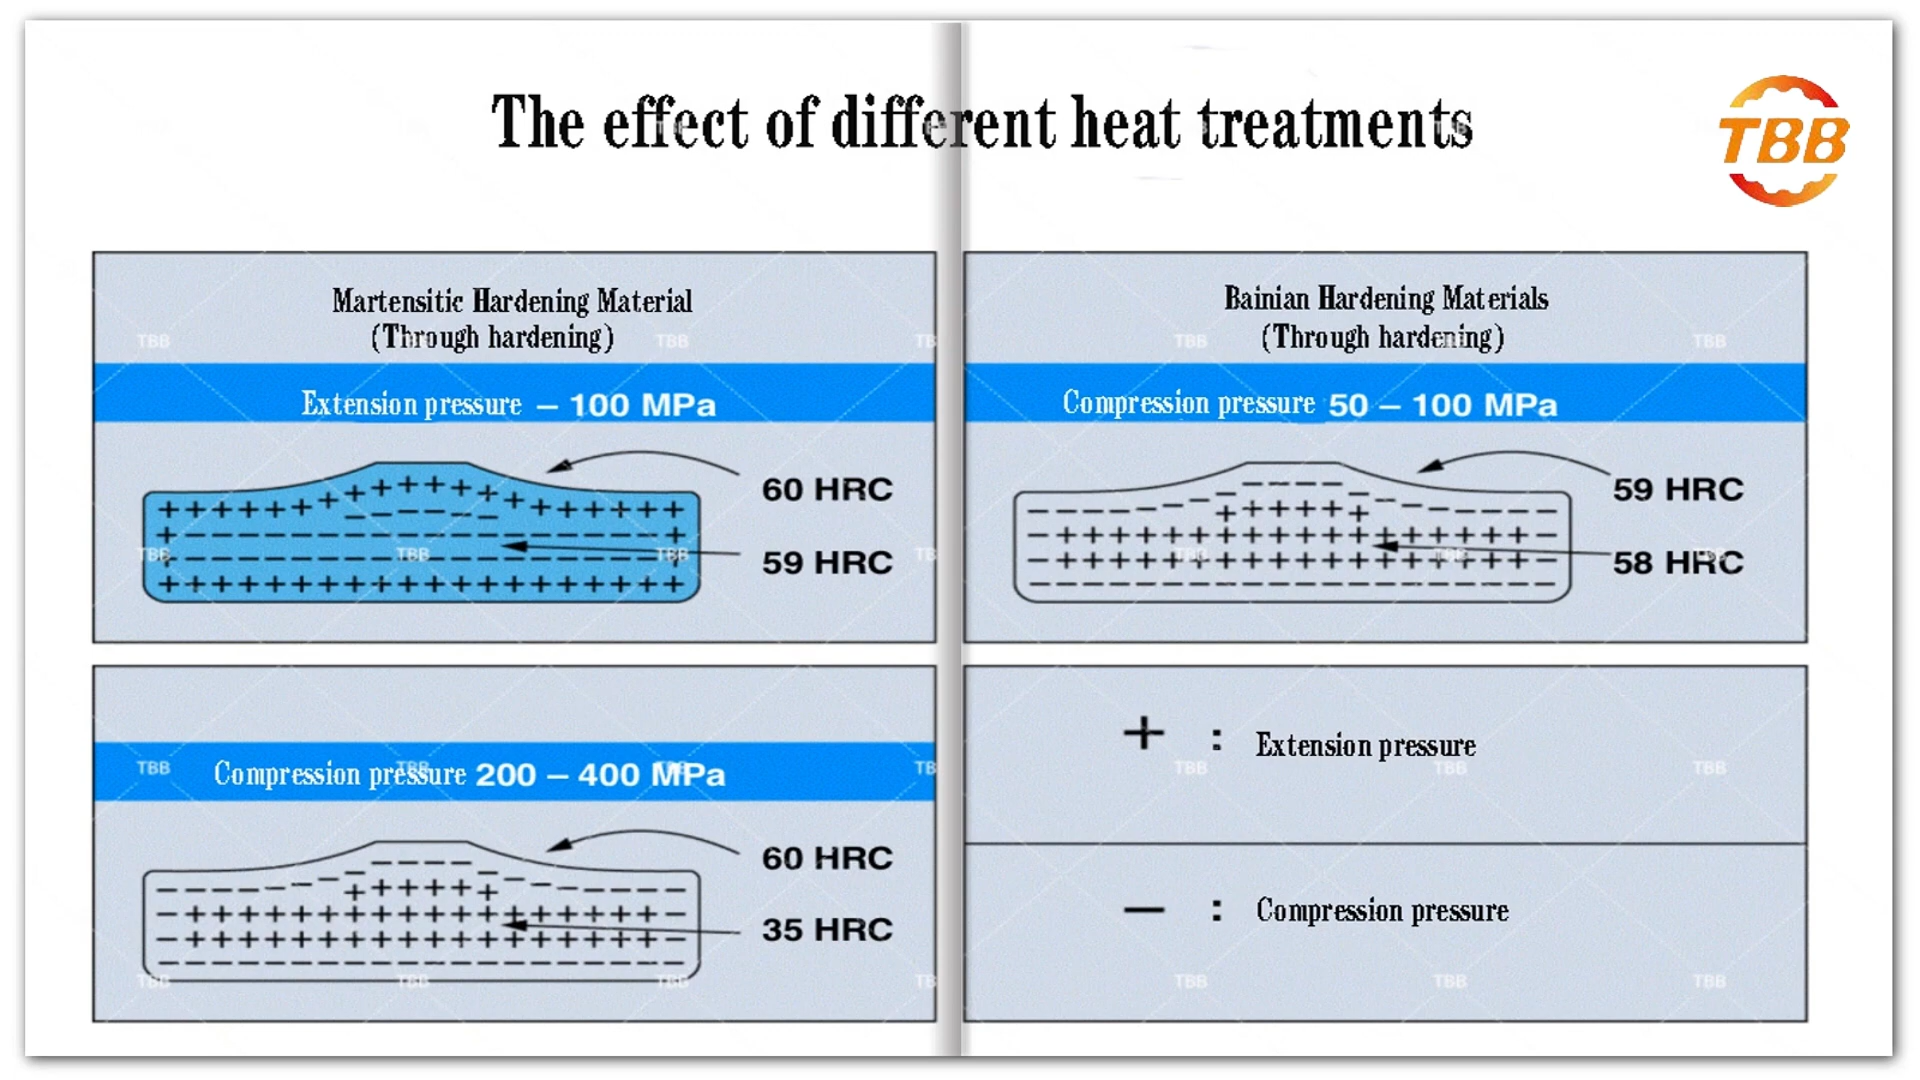 The effect of different heat treatments
TBB
Martensitic Hardening Material
(Through hardening)
Extension pressure – 100 MPa
60 HRC
59 HRC
Bainian Hardening Materials
(Through hardening)
Compression pressure 50 – 100 MPa
59 HRC
58 HRC
Compression pressure 200 – 400 MPa
60 HRC
35 HRC
+ : Extension pressure
– : Compression pressure